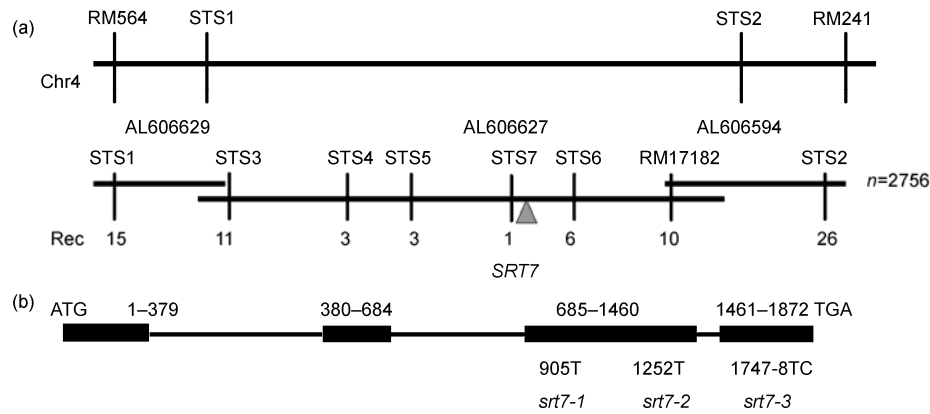 (a)
RM564 STS1 STS2 RM241
Chr4
AL606629 AL606627 AL606594
STS1 STS3 STS4 STS5 STS7 STS6 RM17182 STS2
n=2756
Rec 15 11 3 3 1 6 10 26
SRT7
(b)
ATG 1–379 380–684 685–1460 1461–1872 TGA
905T 1252T 1747-8TC
srt7-1 srt7-2 srt7-3